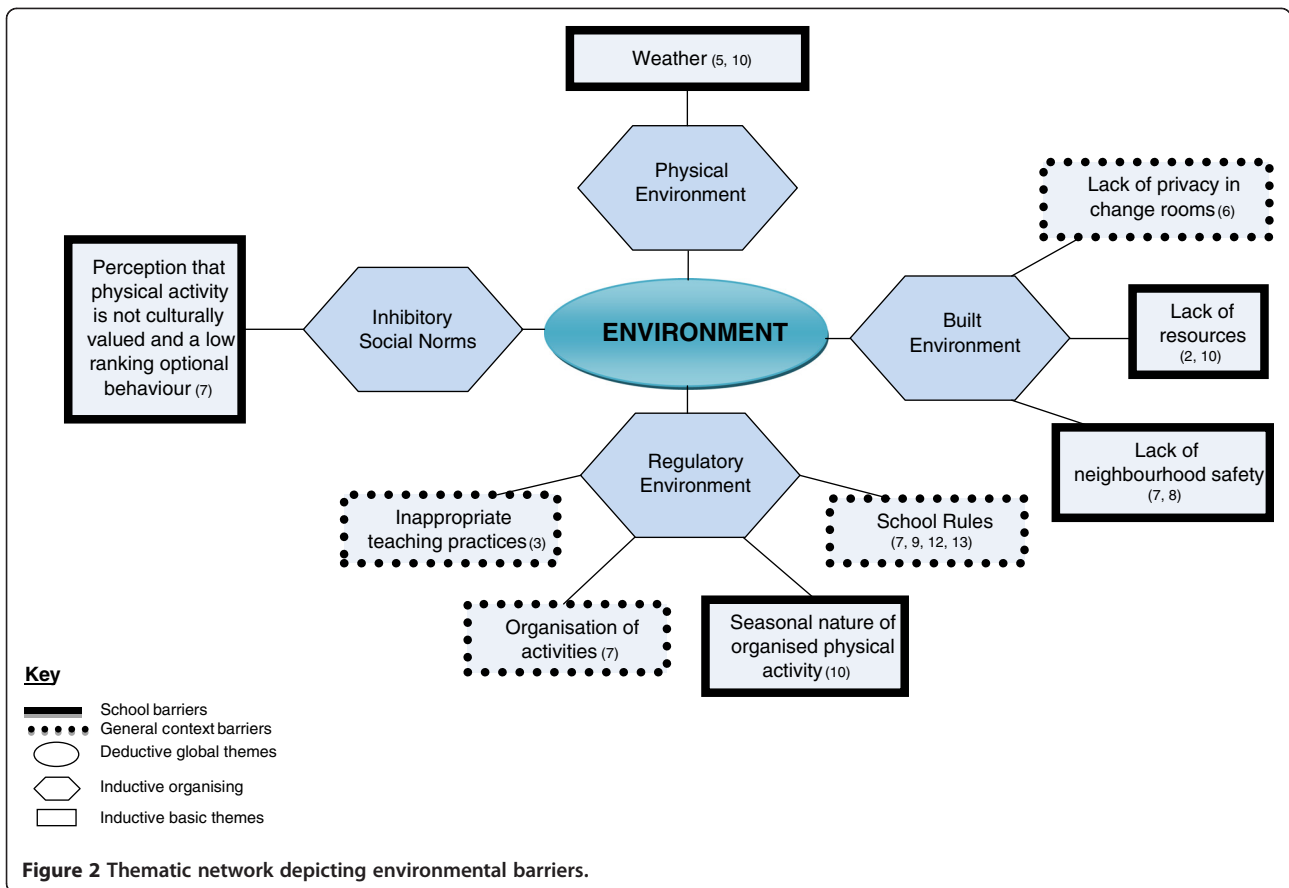 Weather (5, 10)
Physical
Environment
Lack of privacy in
change rooms (6)
Perception that
physical activity
is not culturally
valued and a low
ranking optional
behaviour (7)
Inhibitory
Social Norms
ENVIRONMENT
Built
Environment
Lack of
resources
(2, 10)
Lack of
neighbourhood safety
(7, 8)
Regulatory
Environment
Inappropriate
teaching practices (3)
School Rules
(7, 9, 12, 13)
Organisation of
activities (7)
Seasonal nature of
organised physical
activity (10)
Key
School barriers
General context barriers
Deductive global themes
Inductive organising
Inductive basic themes
Figure 2 Thematic network depicting environmental barriers.